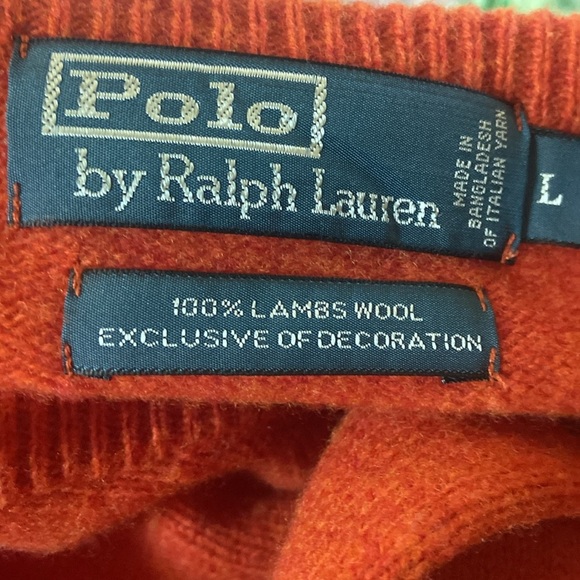 Polo
by Ralph Lauren
MADE IN
BANGLADESH
OF ITALIAN YARN
L
100% LAMBS WOOL
EXCLUSIVE OF DECORATION